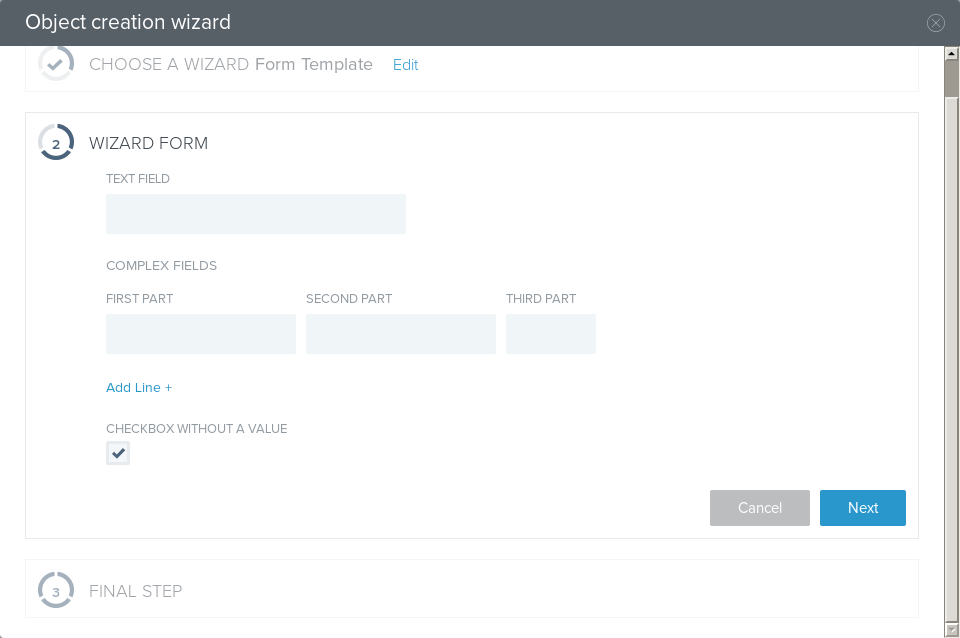 Object creation wizard
CHOOSE A WIZARD Form Template Edit
2 WIZARD FORM
TEXT FIELD
COMPLEX FIELDS
FIRST PART SECOND PART THIRD PART
Add Line +
CHECKBOX WITHOUT A VALUE
Cancel Next
3 FINAL STEP